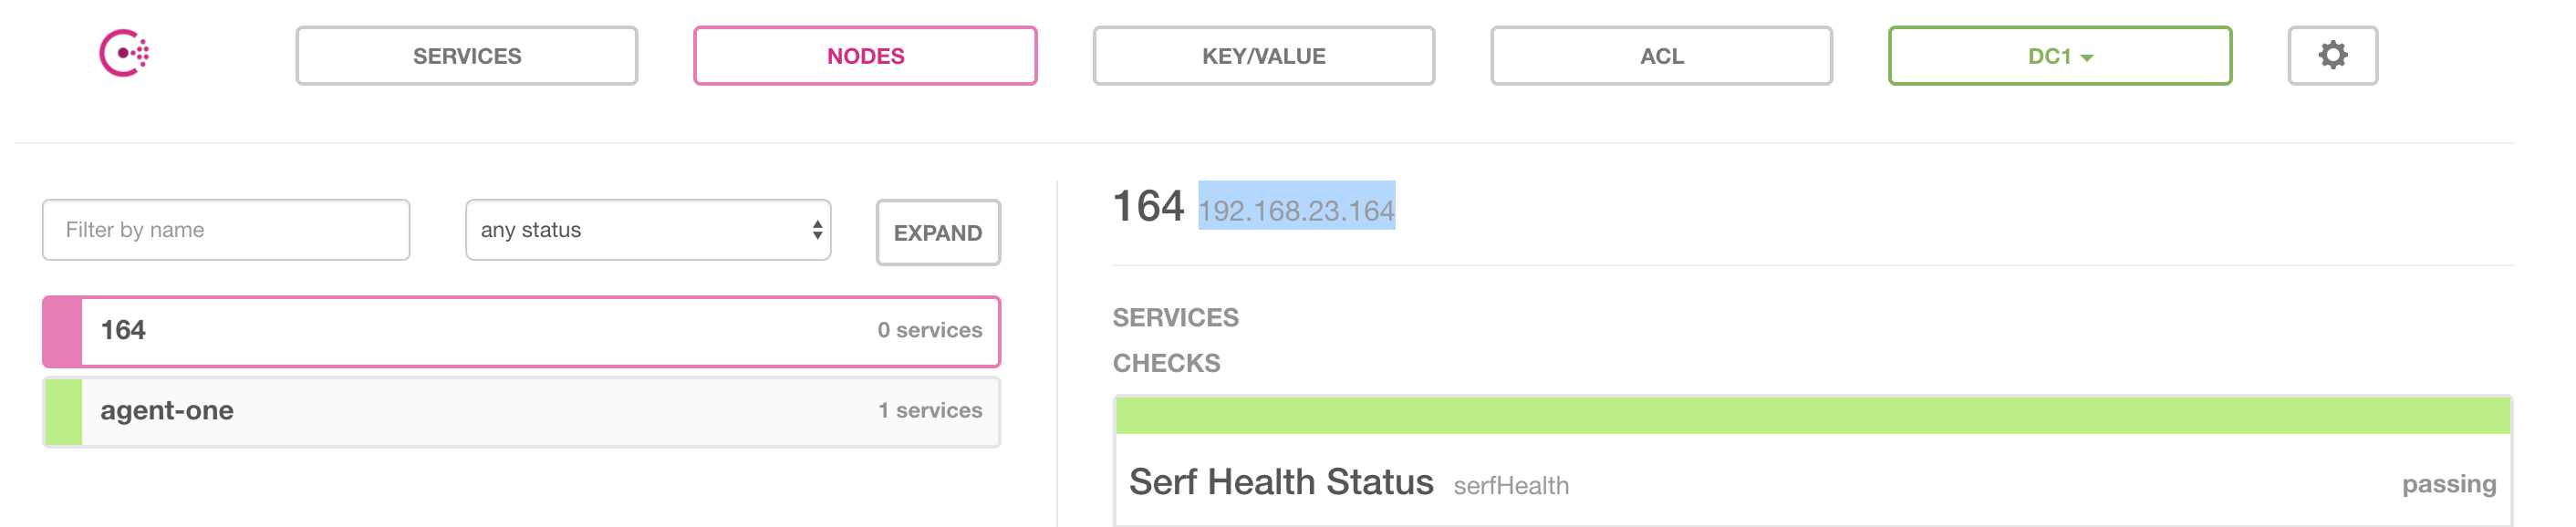 SERVICES NODES KEY/VALUE ACL DC1
Filter by name any status EXPAND
164 0 services
agent-one 1 services
164 192.168.23.164
SERVICES
CHECKS
Serf Health Status serfHealth passing